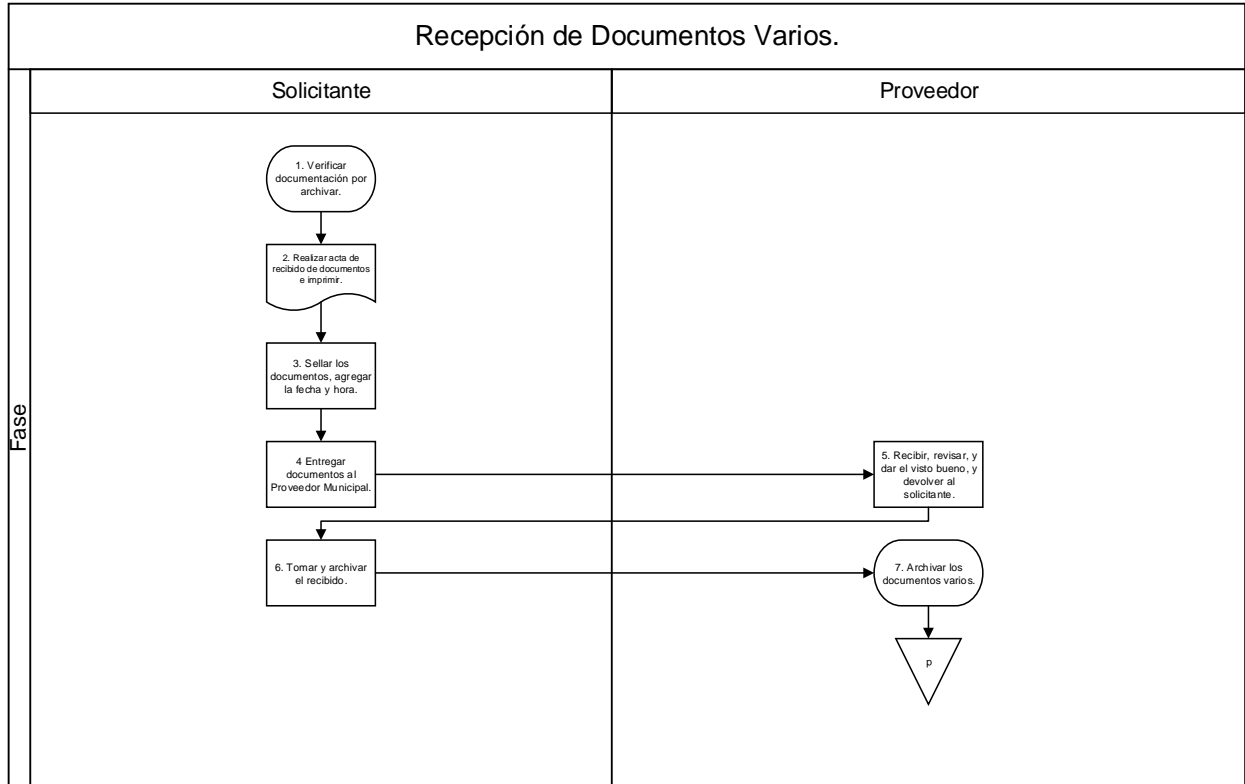 Recepción de Documentos Varios.
Fase
Solicitante
Proveedor
1. Verificar
documentación por
archivar.
2. Realizar acta de
recibido de documentos
e imprimir.
3. Sellar los
documentos, agregar
la fecha y hora.
4 Entregar
documentos al
Proveedor Municipal.
5. Recibir, revisar, y
dar el visto bueno, y
devolver al
solicitante.
6. Tomar y archivar
el recibido.
7. Archivar los
documentos varios.
p